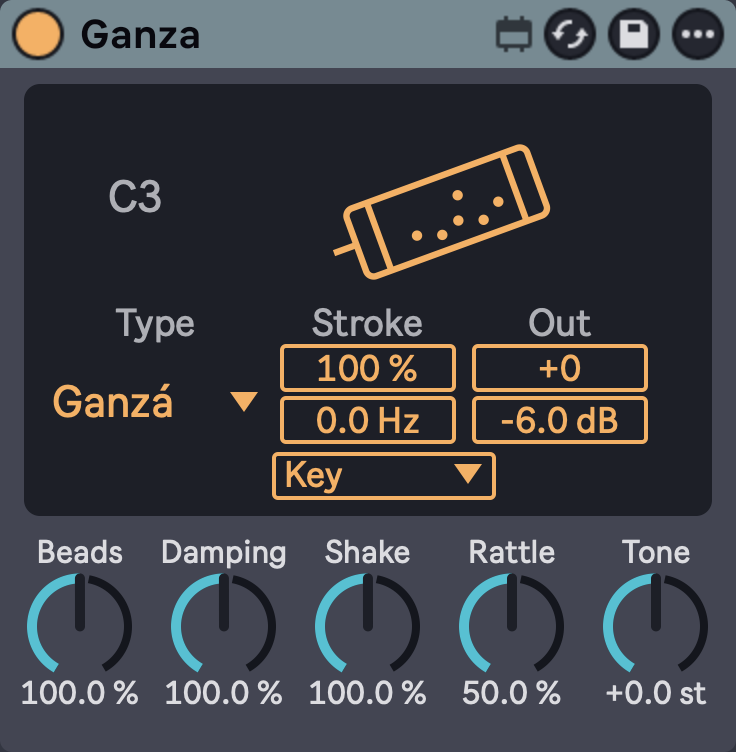 Ganza
C3
Type
Stroke
Out
100 %
+0
Ganzá
0.0 Hz
-6.0 dB
Key
Beads
Damping
Shake
Rattle
Tone
100.0 %
100.0 %
100.0 %
50.0 %
+0.0 st